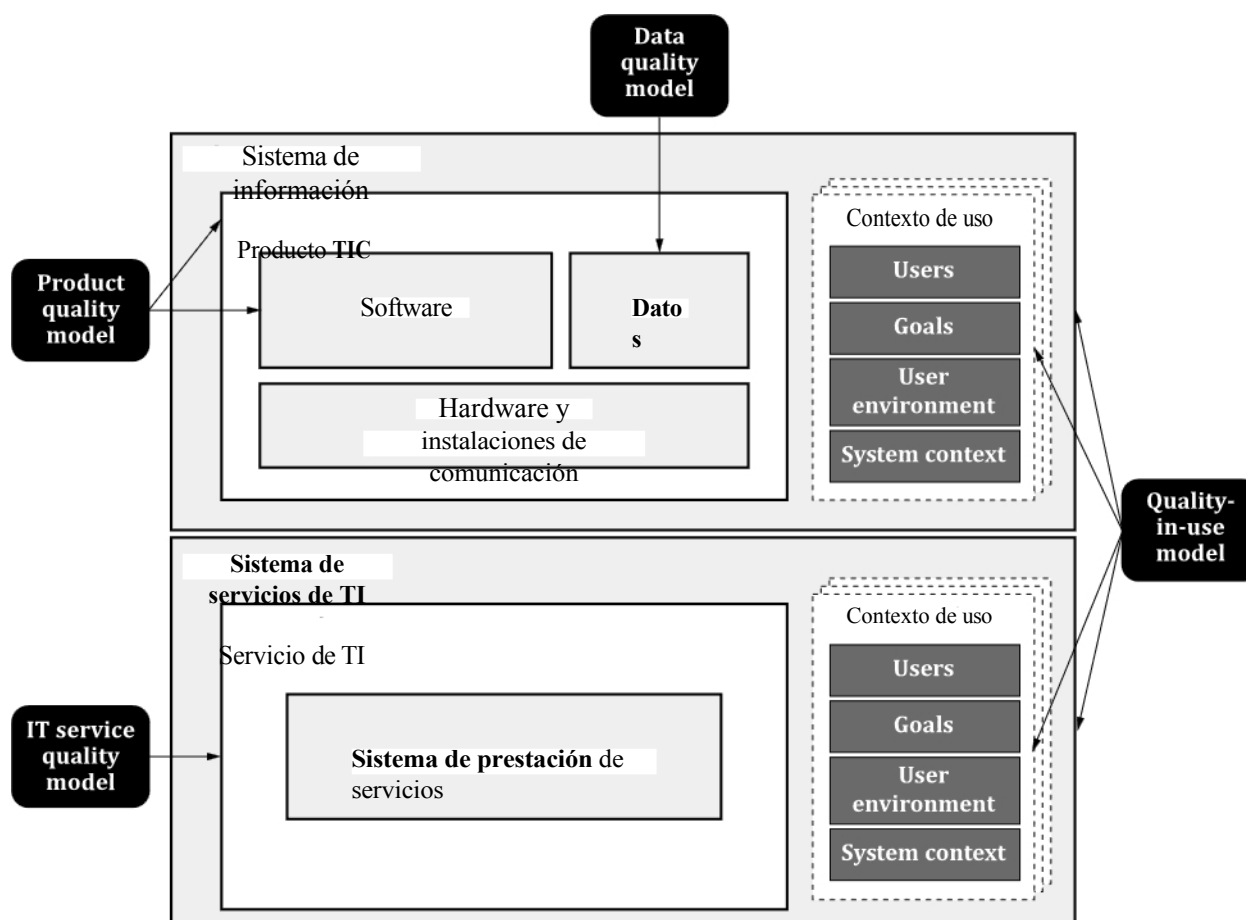 Data
quality
model
Sistema de
información
Producto TIC
Software
Dato
s
Hardware y
instalaciones de
comunicación
Contexto de uso
Users
Goals
User
environment
System context
Product
quality
model
Quality-
in-use
model
Sistema de
servicios de TI
Servicio de TI
Sistema de prestación de
servicios
Contexto de uso
Users
Goals
User
environment
System context
IT service
quality
model